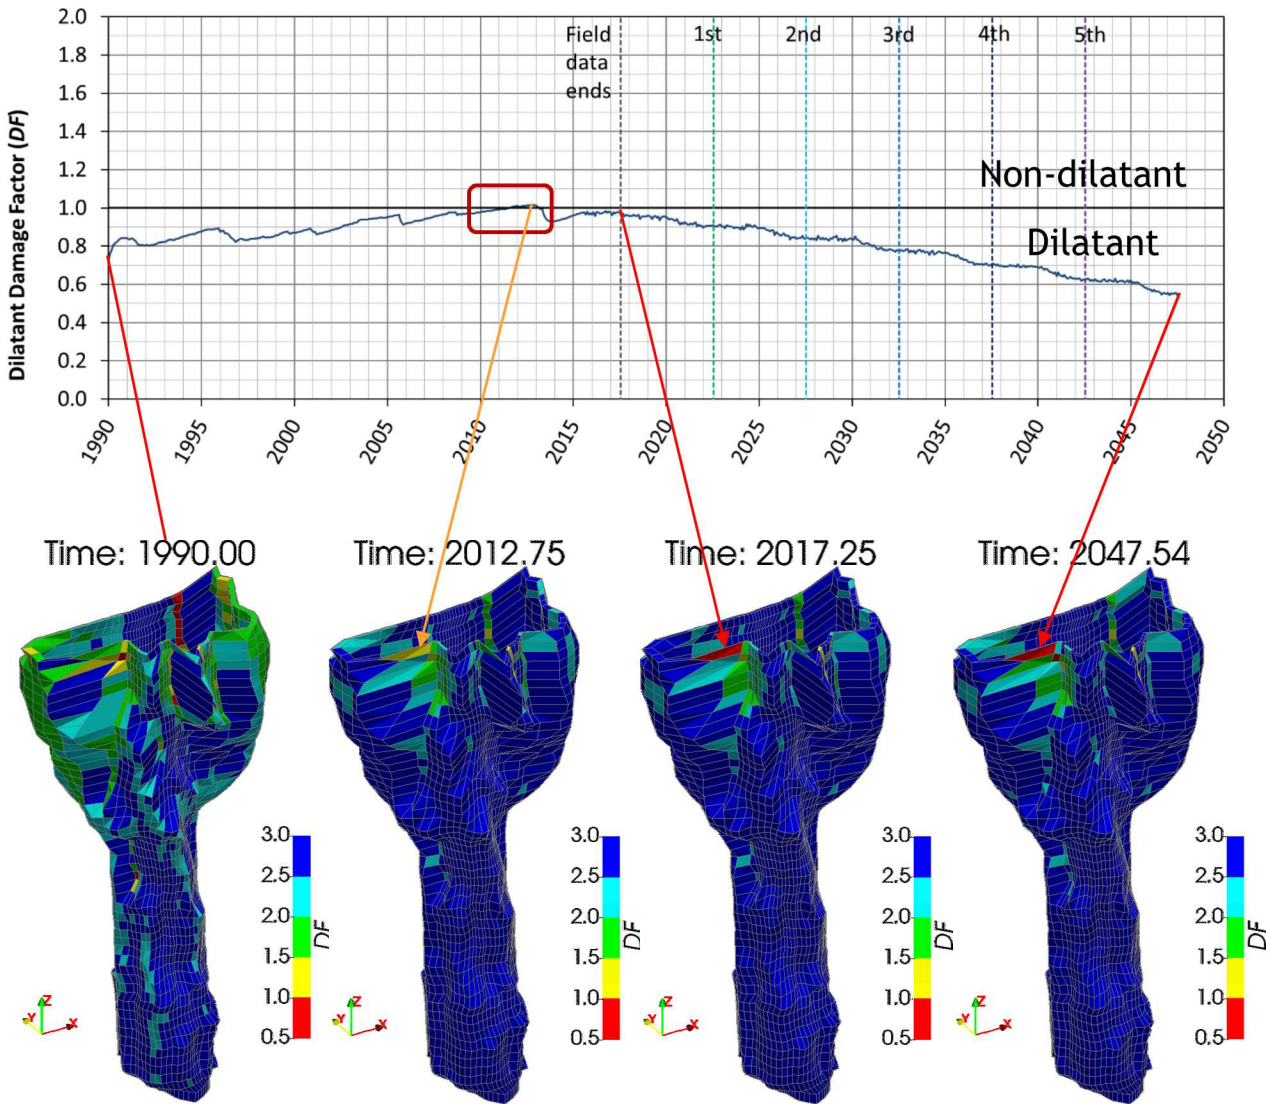 Dilatant Damage Factor (DF)
2.0
1.8
1.6
1.4
1.2
1.0
0.8
0.6
0.4
0.2
0.0
Field
data
ends
1st
2nd
3rd
4th
5th
Non-dilatant
Dilatant
1990
1995
2000
2005
2010
2015
2020
2025
2030
2035
2040
2045
2050
Time: 1990.00
Time: 2012.75
Time: 2017.25
Time: 2047.54
3.0
2.5
2.0
1.5
1.0
0.5
DF
Z
Y
X
3.0
2.5
2.0
1.5
1.0
0.5
DF
Z
Y
X
3.0
2.5
2.0
1.5
1.0
0.5
DF
Z
Y
X
3.0
2.5
2.0
1.5
1.0
0.5
DF
Z
Y
X